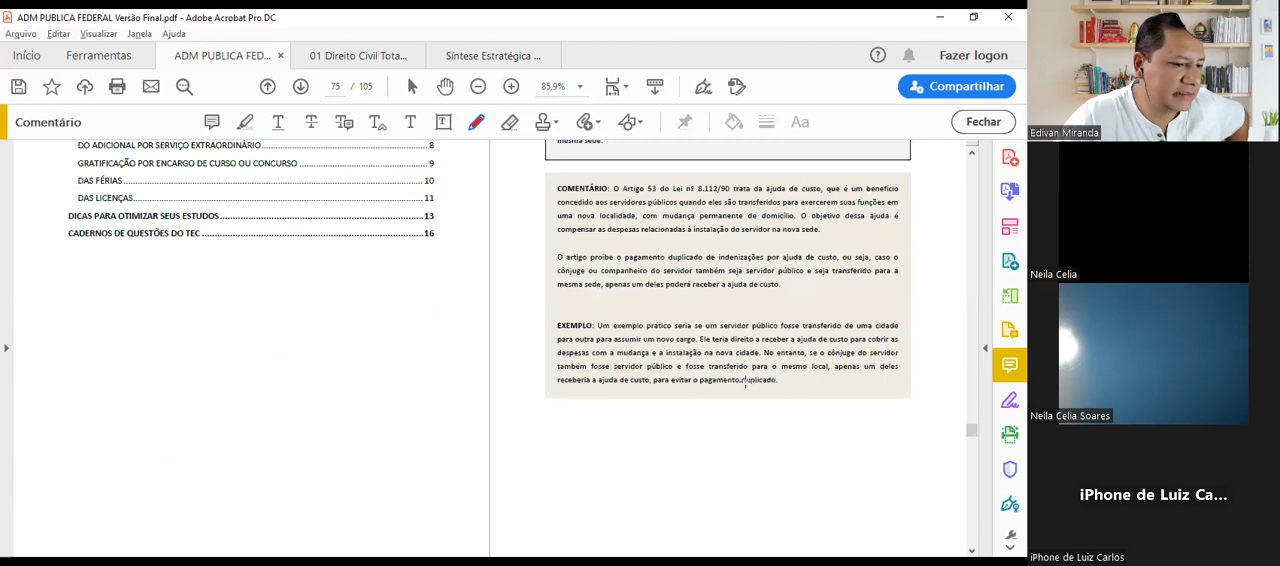 ADM PUBLICA FEDERAL Versão Final.pdf - Adobe Acrobat Pro DC
Arquivo Editar Visualizar Assinar Janela Ajuda
Início Ferramentas ADM PUBLICA FED... × 01 Direito Civil Tota... Síntese Estratégica ... Fazer logon
75 / 105 85,9% Compartilhar
Comentário Fechar
DO ADICIONAL POR SERVIÇO EXTRAORDINÁRIO 8
GRATIFICAÇÃO POR ENCARGO DE CURSO OU CONCURSO 9
DAS FÉRIAS 10
DAS LICENÇAS 11
DICAS PARA OTIMIZAR SEUS ESTUDOS 13
CADERNOS DE QUESTÕES DO TEC 16
mesma sede.
COMENTÁRIO: O Artigo 53 do Lei nº 8.112/90 trata da ajuda de custo, que é um benefício
concedido aos servidores públicos quando eles são transferidos para exercerem suas funções em
uma nova localidade, com mudança permanente de domicílio. O objetivo dessa ajuda é
compensar as despesas relacionadas à instalação do servidor na nova sede.
O artigo proíbe o pagamento duplicado de indenizações por ajuda de custo, ou seja, caso o
cônjuge ou companheiro do servidor também seja servidor público e seja transferido para a
mesma sede, apenas um deles poderá receber a ajuda de custo.
EXEMPLO: Um exemplo prático seria se um servidor público fosse transferido de uma cidade
para outra para assumir um novo cargo. Ele teria direito a receber a ajuda de custo para cobrir as
despesas com a mudança e a instalação na nova cidade. No entanto, se o cônjuge do servidor
também fosse servidor público e fosse transferido para o mesmo local, apenas um deles
receberia a ajuda de custo, para evitar o pagamento duplicado.
Edivan Miranda
Neila Celia
Neila Celia Soares
iPhone de Luiz Ca...
iPhone de Luiz Carlos